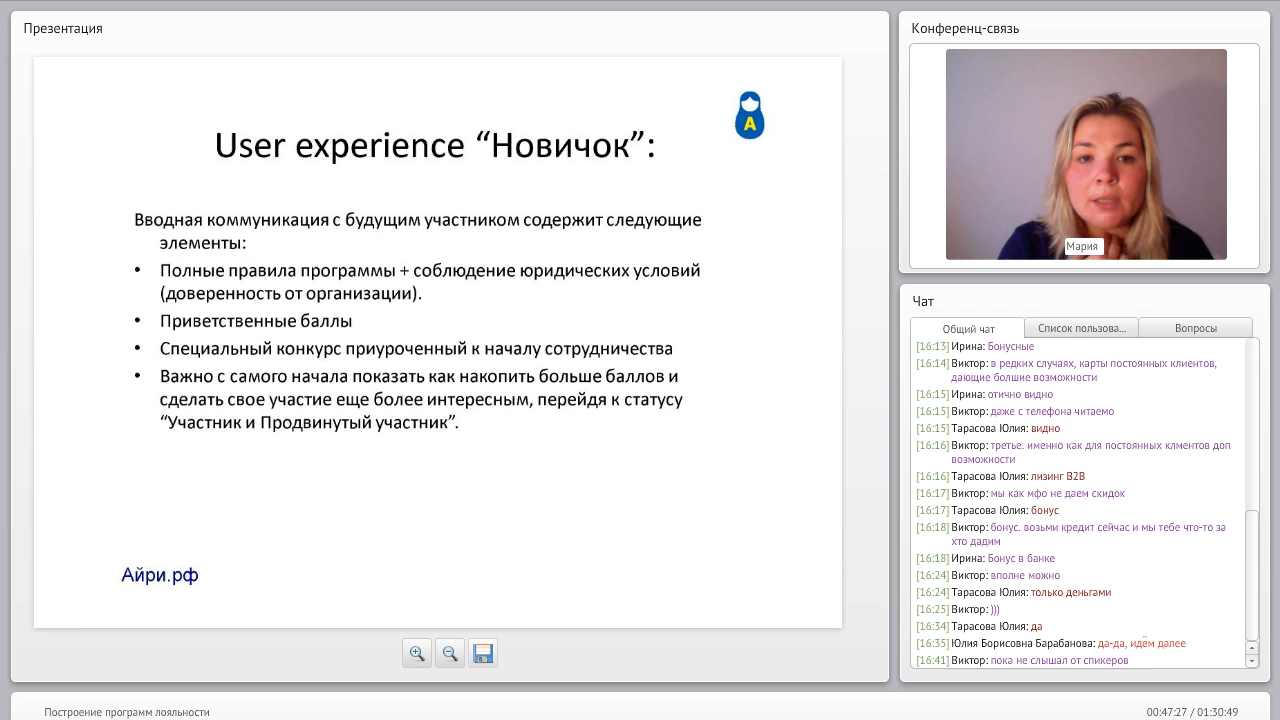 Презентация
А
User experience “Новичок”:
Вводная коммуникация с будущим участником содержит следующие
элементы:
• Полные правила программы + соблюдение юридических условий
(доверенность от организации).
• Приветственные баллы
• Специальный конкурс приуроченный к началу сотрудничества
• Важно с самого начала показать как накопить больше баллов и
сделать свое участие еще более интересным, перейдя к статусу
“Участник и Продвинутый участник”.
Айри.рф
Конференц-связь
Мария
Чат
Общий чат
Список пользова...
Вопросы
[16:13] Ирина: Бонусные
[16:14] Виктор: в редких случаях, карты постоянных клиентов,
дающие болшие возможности
[16:15] Ирина: отично видно
[16:15] Виктор: даже с телефона читаемо
[16:15] Тарасова Юлия: видно
[16:16] Виктор: третье. именно как для постоянных клментов доп
возможности
[16:16] Тарасова Юлия: лизинг B2B
[16:17] Виктор: мы как мфо не даем скидок
[16:17] Тарасова Юлия: бонус
[16:18] Виктор: бонус. возьми кредит сейчас и мы тебе что-то за
хто дадим
[16:18] Ирина: Бонус в банке
[16:24] Виктор: вполне можно
[16:24] Тарасова Юлия: только деньгами
[16:25] Виктор: )))
[16:34] Тарасова Юлия: да
[16:35] Юлия Борисовна Барабанова: да-да, идём далее
[16:41] Виктор: пока не слышал от спикеров
Построение программ лояльности
00:47:27 / 01:30:49